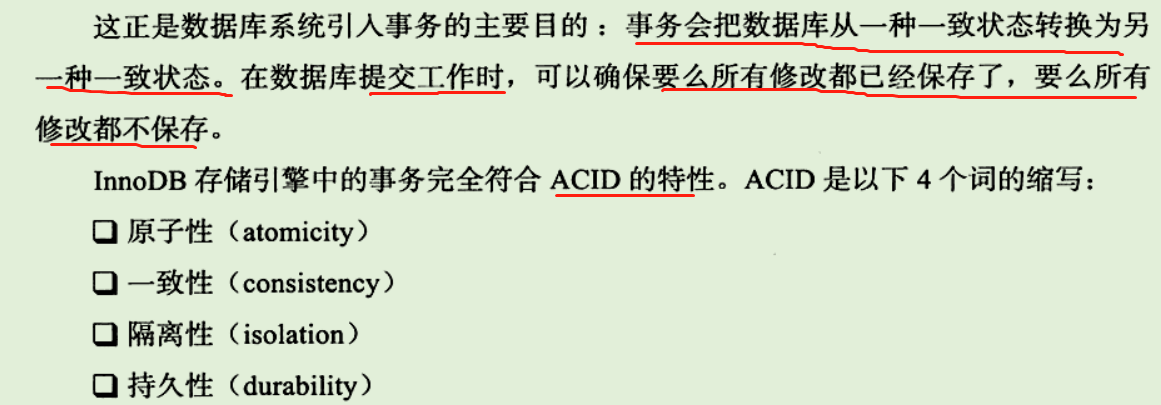 这正是数据库系统引入事务的主要目的：事务会把数据库从一种一致状态转换为另
一种一致状态。在数据库提交工作时，可以确保要么所有修改都已经保存了，要么所有
修改都不保存。
InnoDB 存储引擎中的事务完全符合 ACID 的特性。ACID 是以下 4 个词的缩写：
❑ 原子性（atomicity）
❑ 一致性（consistency）
❑ 隔离性（isolation）
❑ 持久性（durability）